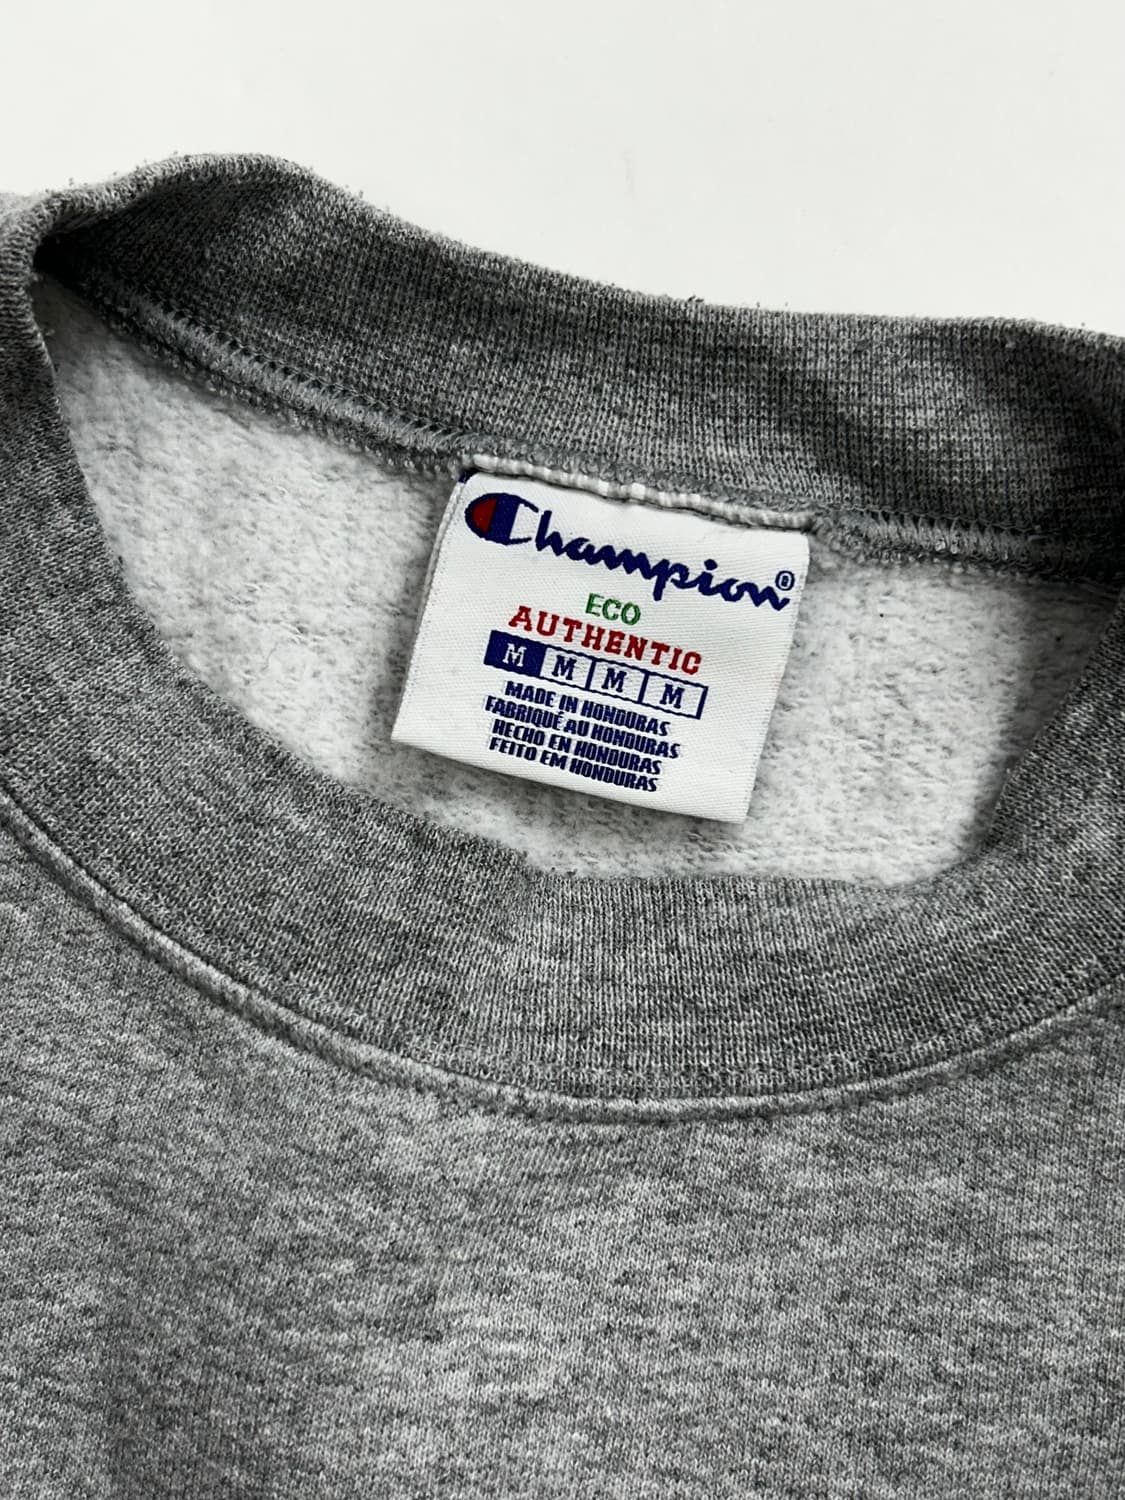 Champion®
ECO
AUTHENTIC
M M M M
MADE IN HONDURAS
FABRIQUÉ AU HONDURAS
HECHO EN HONDURAS
FEITO EM HONDURAS